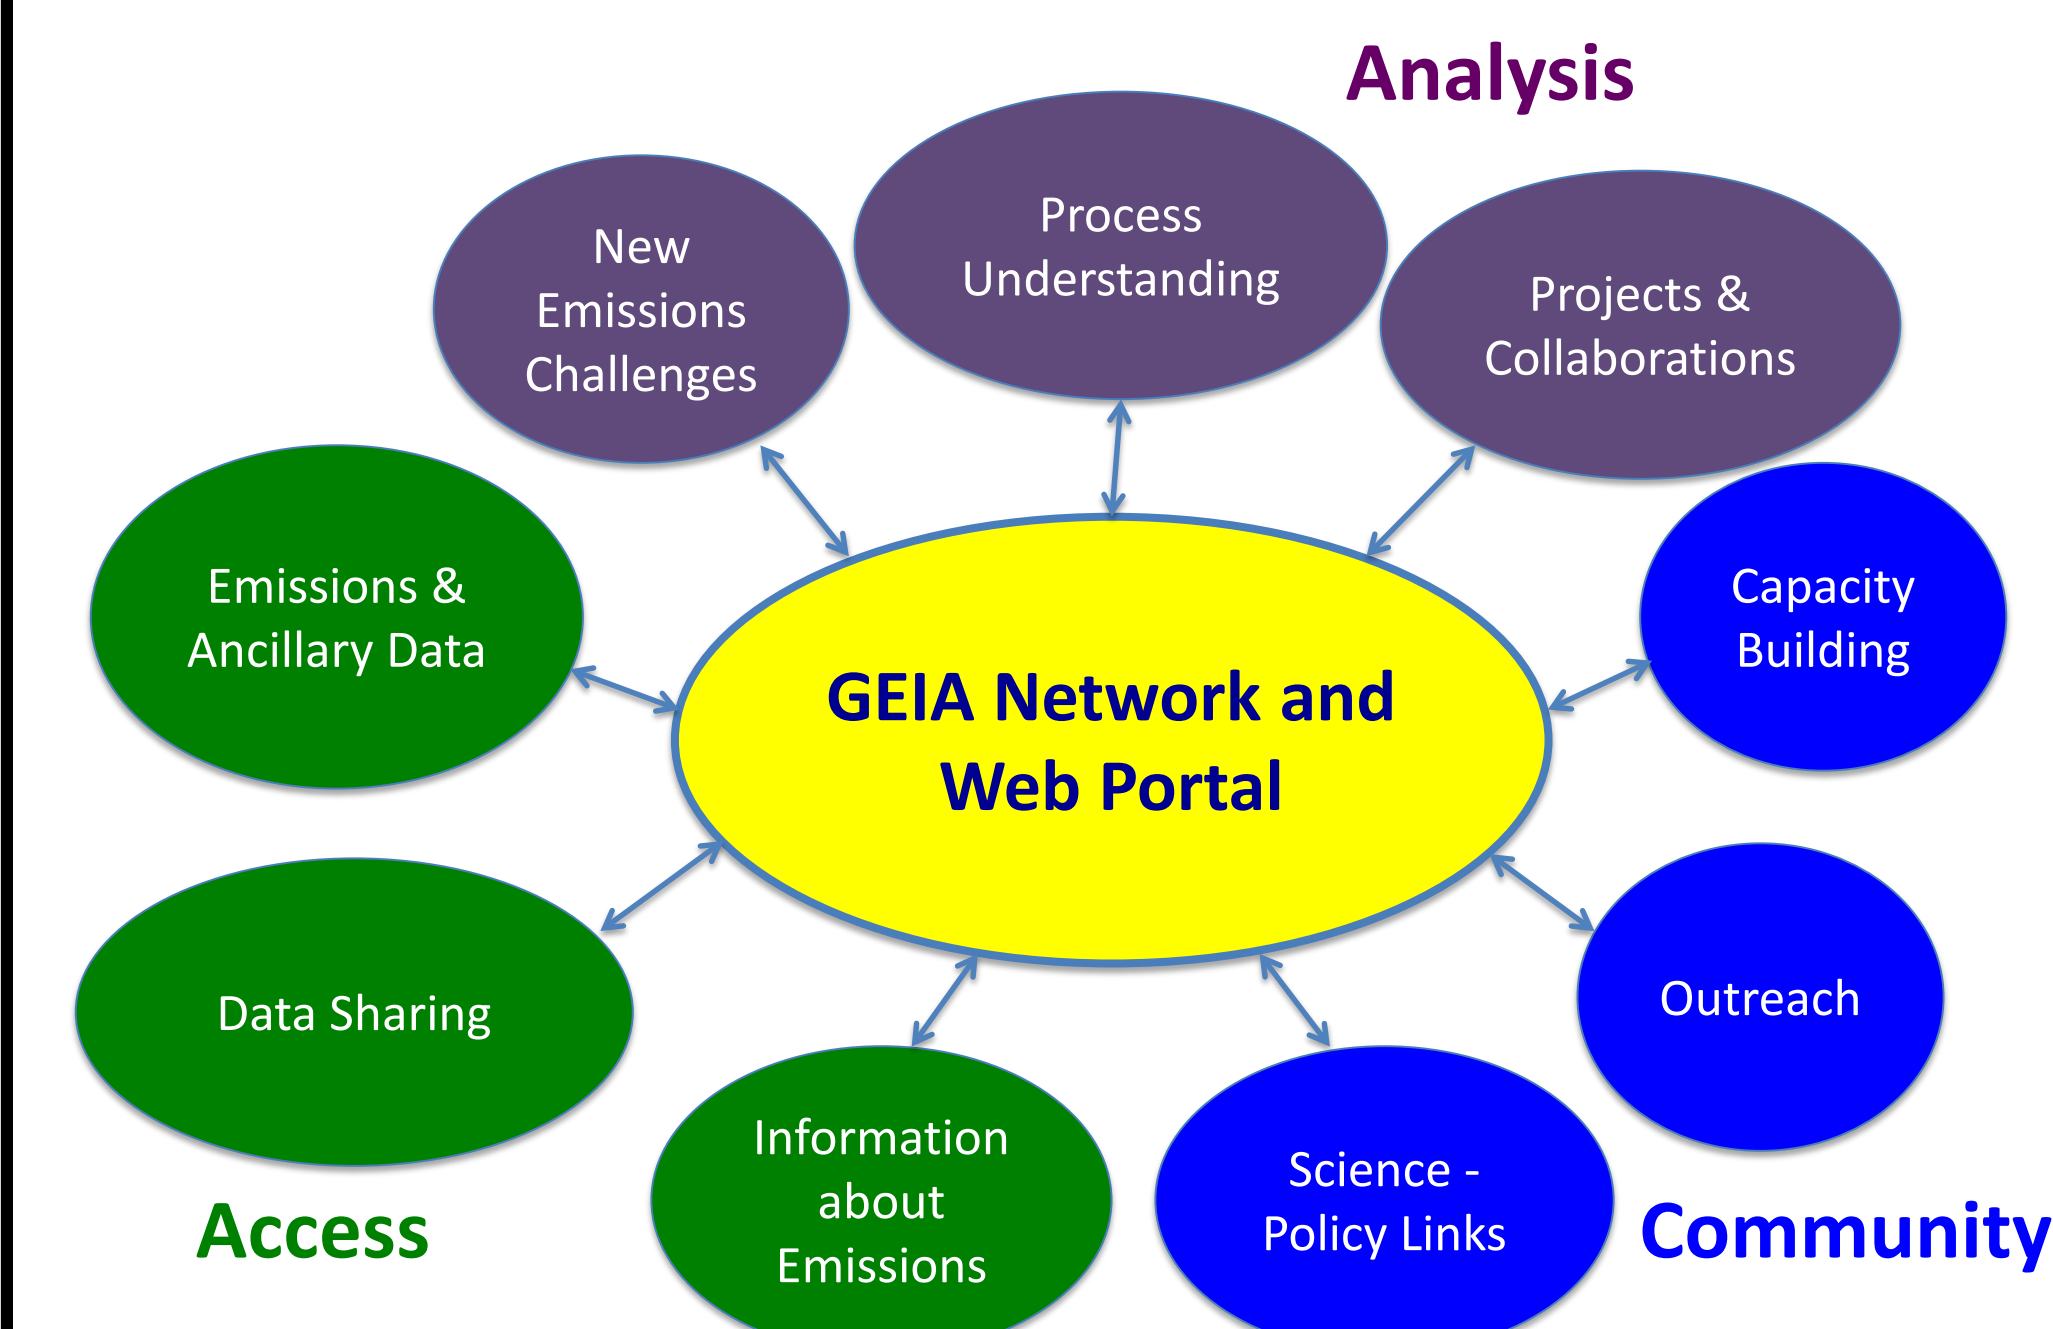 Analysis
New
Emissions
Challenges
Process
Understanding
Projects &
Collaborations
Emissions &
Ancillary Data
Capacity
Building
GEIA Network and
Web Portal
Data Sharing
Outreach
Information
about
Emissions
Science -
Policy Links
Access
Community